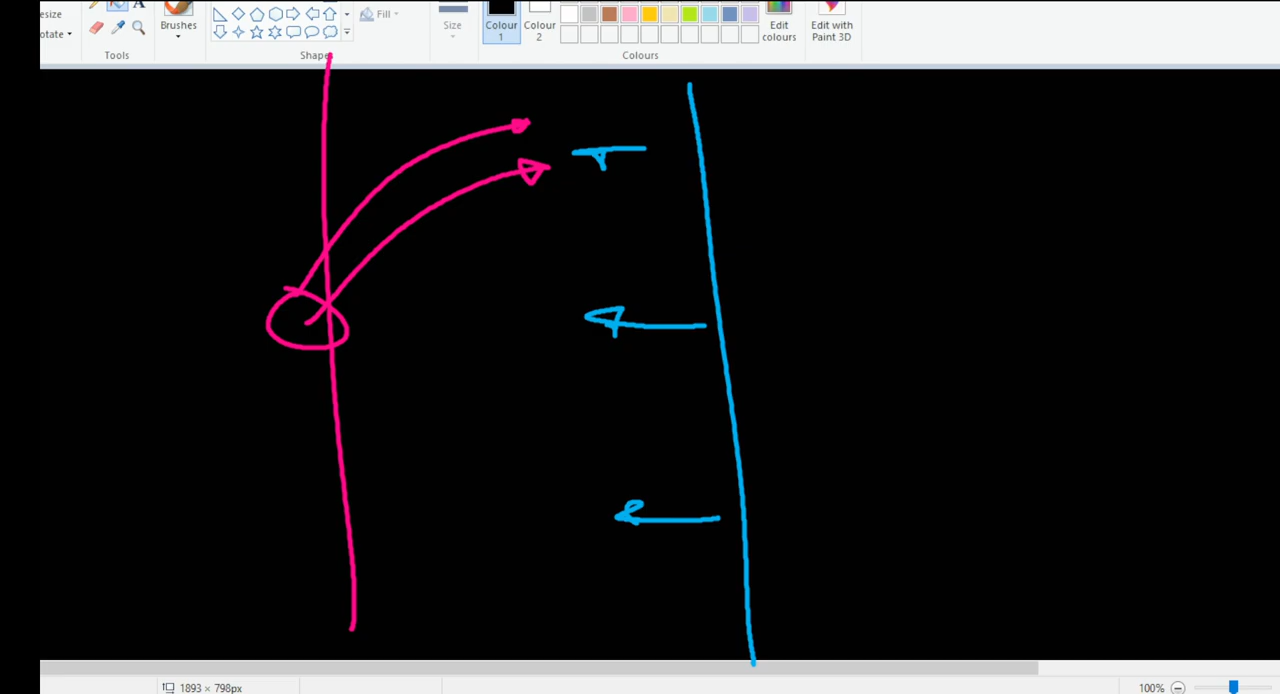 esize
otate
A
Tools
Brushes
Fill
Shapes
Size
Colour
1
Colour
2
Edit
colours
Edit with
Paint 3D
Colours
1893 × 798px
100%